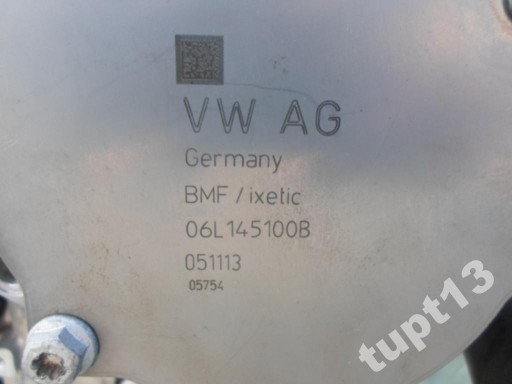 VW AG
Germany
BMF / ixetic
06L145100B
051113
05754
tupt13